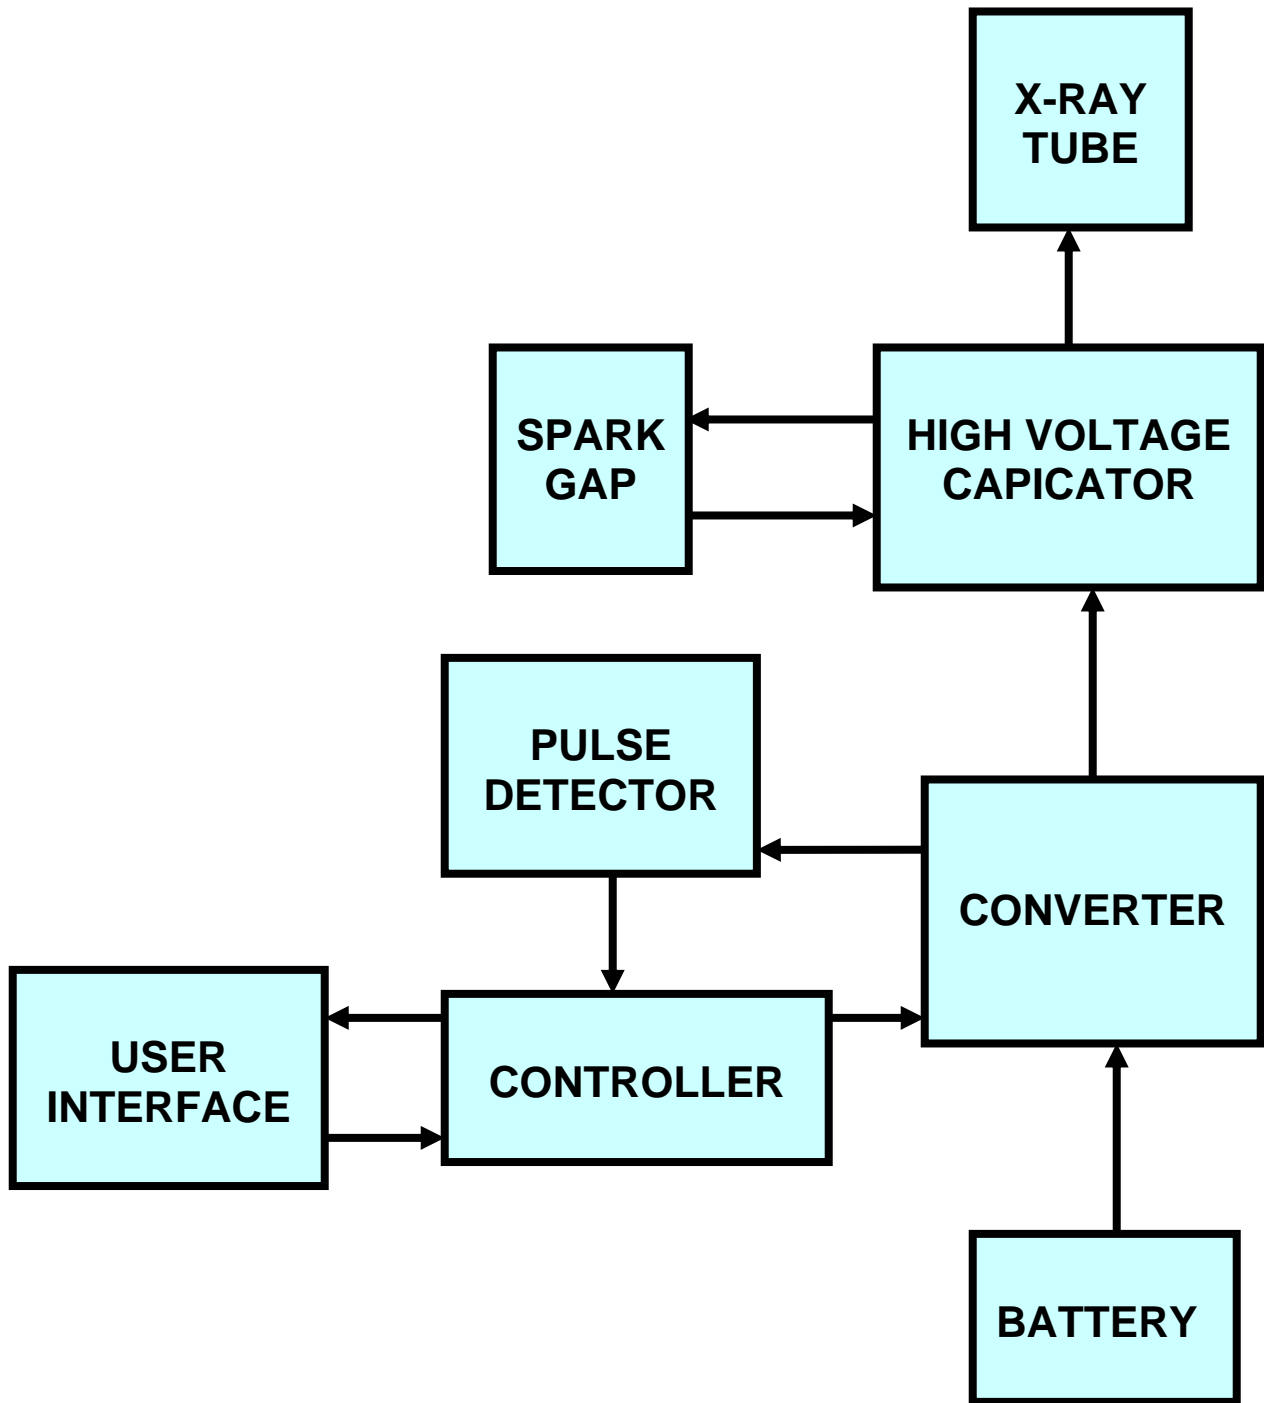 X-RAY
TUBE
SPARK
GAP
HIGH VOLTAGE
CAPICATOR
PULSE
DETECTOR
CONVERTER
USER
INTERFACE
CONTROLLER
BATTERY